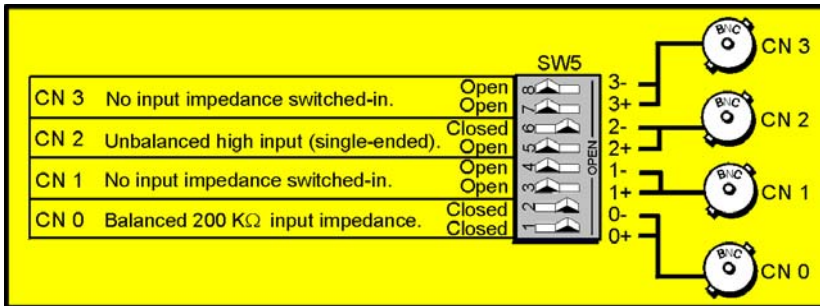 SW5
CN 3 No input impedance switched-in. Open 8 3-
Open 7 3+
CN 2 Unbalanced high input (single-ended). Closed 6 2-
Open 5 2+
CN 1 No input impedance switched-in. Open 4 1-
Open 3 1+
CN 0 Balanced 200 KΩ input impedance. Closed 2 0-
Closed 1 0+
OPEN
BNC CN 3
BNC CN 2
BNC CN 1
BNC CN 0